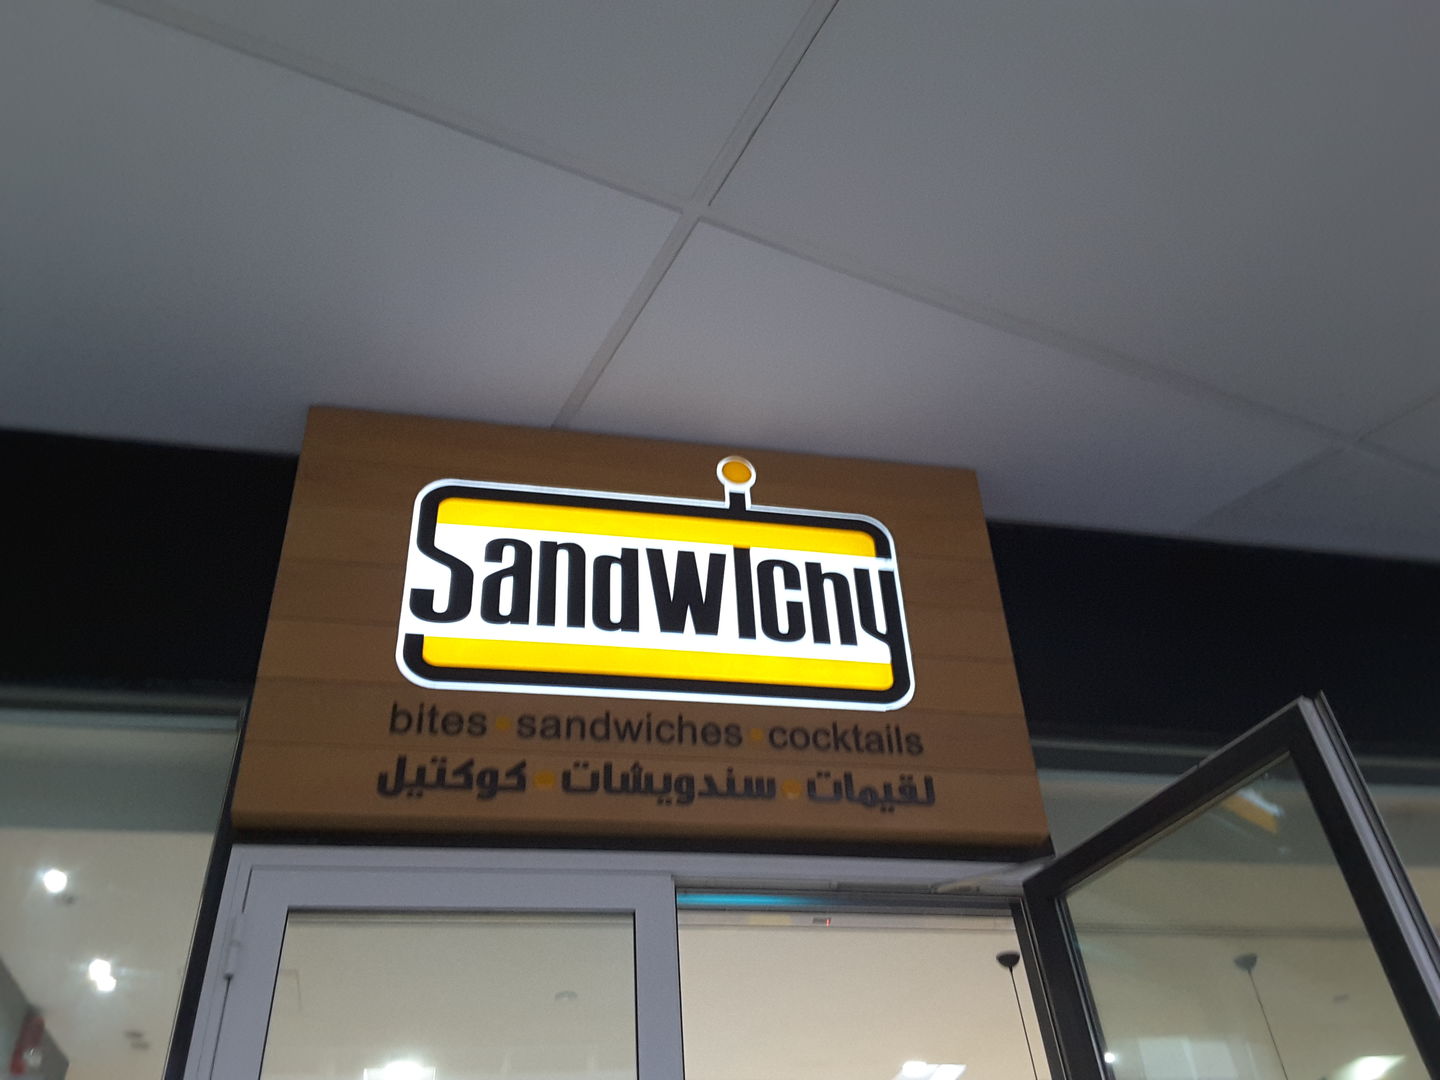 Sandwichy
bites • sandwiches • cocktails
لقيمات • سندويشات • كوكتيل